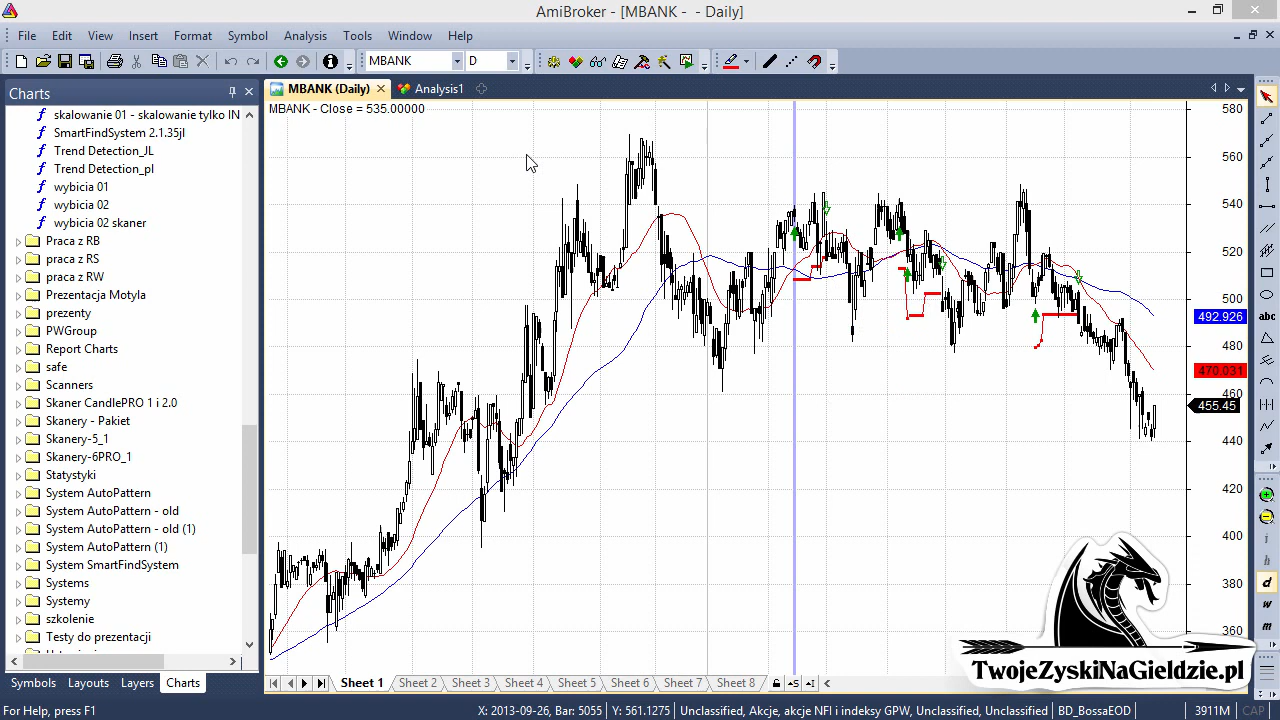 AmiBroker - [MBANK - - Daily]
File Edit View Insert Format Symbol Analysis Tools Window Help
MBANK D
Charts
MBANK (Daily) Analysis1
MBANK - Close = 535.00000
skalowanie 01 - skalowanie tylko IN
SmartFindSystem 2.1.35jl
Trend Detection_JL
Trend Detection_pl
wybicia 01
wybicia 02
wybicia 02 skaner
Praca z RB
praca z RS
praca z RW
Prezentacja Motyla
prezenty
PWGroup
Report Charts
safe
Scanners
Skaner CandlePRO 1 i 2.0
Skanery - Pakiet
Skanery-5_1
Skanery-6PRO_1
Statystyki
System AutoPattern
System AutoPattern - old
System AutoPattern - old (1)
System AutoPattern (1)
System SmartFindSystem
Systems
Systemy
szkolenie
Testy do prezentacji
580
560
540
520
500
492.926
480
470.031
460
455.45
440
420
400
380
360
abc
d
w
m
TwojeZyskiNaGieldzie.pl
Symbols Layouts Layers Charts
Sheet 1 Sheet 2 Sheet 3 Sheet 4 Sheet 5 Sheet 6 Sheet 7 Sheet 8
For Help, press F1
X: 2013-09-26, Bar: 5055 Y: 561.1275 Unclassified, Akcje, akcje NFI i indeksy GPW, Unclassified, Unclassified BD_BossaEOD 3911M CAP